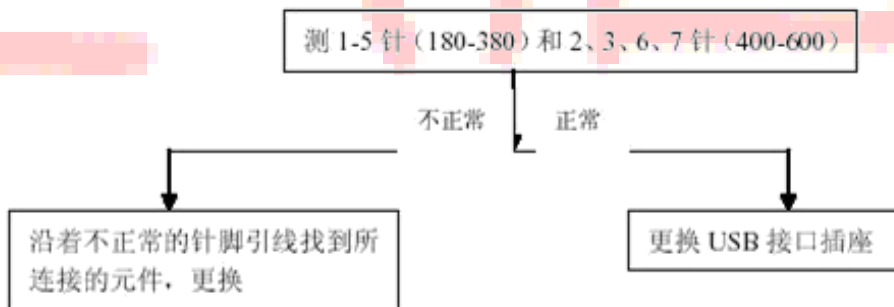 测 1-5 针（180-380）和 2、3、6、7 针（400-600）
不正常
正常
沿着不正常的针脚引线找到所
连接的元件，更换
更换 USB 接口插座